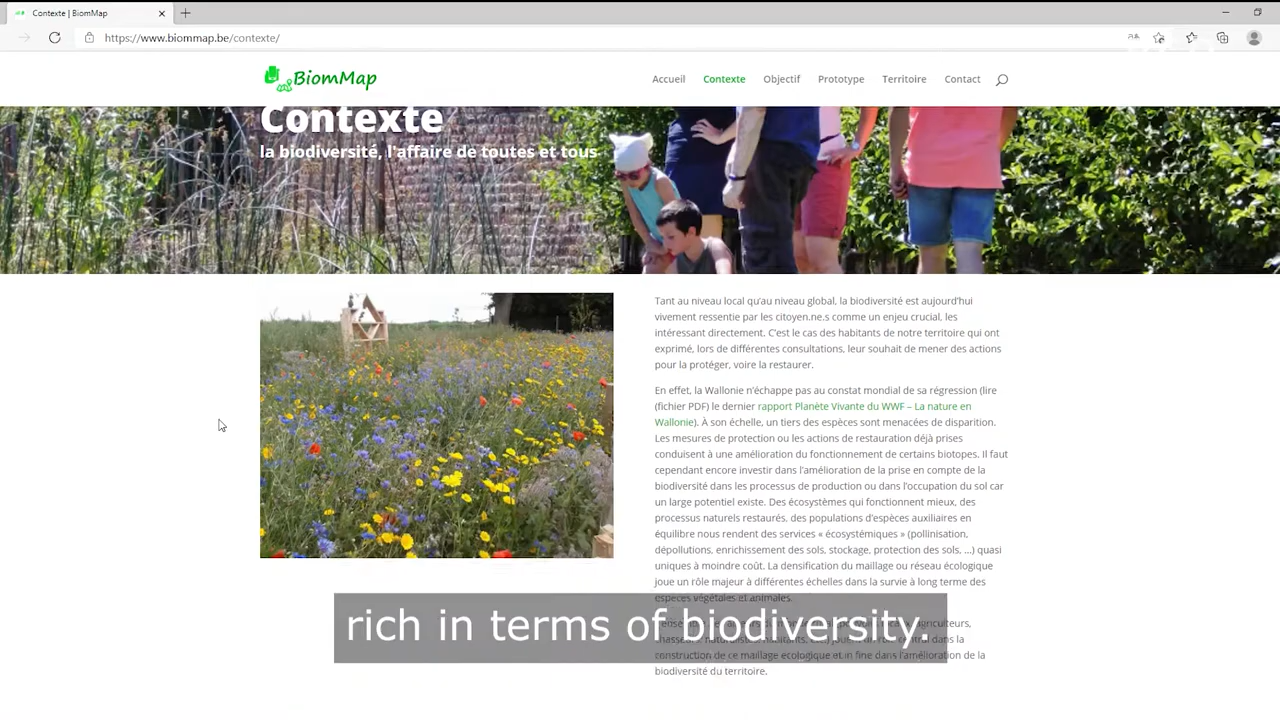 Contexte | BiomMap
https://www.biommap.be/contexte/
BiomMap
Accueil
Contexte
Objectif
Prototype
Territoire
Contact
Contexte
la biodiversité, l'affaire de toutes et tous
Tant au niveau local qu'au niveau global, la biodiversité est aujourd'hui
vivement ressentie par les citoyen.ne.s comme un enjeu crucial, les
intéressant directement. C'est le cas des habitants de notre territoire qui ont
exprimé, lors de différentes consultations, leur souhait de mener des actions
pour la protéger, voire la restaurer.
En effet, la Wallonie n'échappe pas au constat mondial de sa régression (lire
(fichier PDF) le dernier rapport Planète Vivante du WWF – La nature en
Wallonie). À son échelle, un tiers des espèces sont menacées de disparition.
Les mesures de protection ou les actions de restauration déjà prises
conduisent à une amélioration du fonctionnement de certains biotopes. Il faut
cependant encore investir dans l'amélioration de la prise en compte de la
biodiversité dans les processus de production ou dans l'occupation du sol car
un large potentiel existe. Des écosystèmes qui fonctionnent mieux, des
processus naturels restaurés, des populations d'espèces auxiliaires en
équilibre nous rendent des services « écosystémiques » (pollinisation,
dépollutions, enrichissement des sols, stockage, protection des sols, ...) quasi
uniques à moindre coût. La densification du maillage ou réseau écologique
joue un rôle majeur à différentes échelles dans la survie à long terme des
espèces végétales et animales.
rich in terms of biodiversity.
dans la
construction de ce maillage écologique et in fine dans l'amélioration de la
biodiversité du territoire.